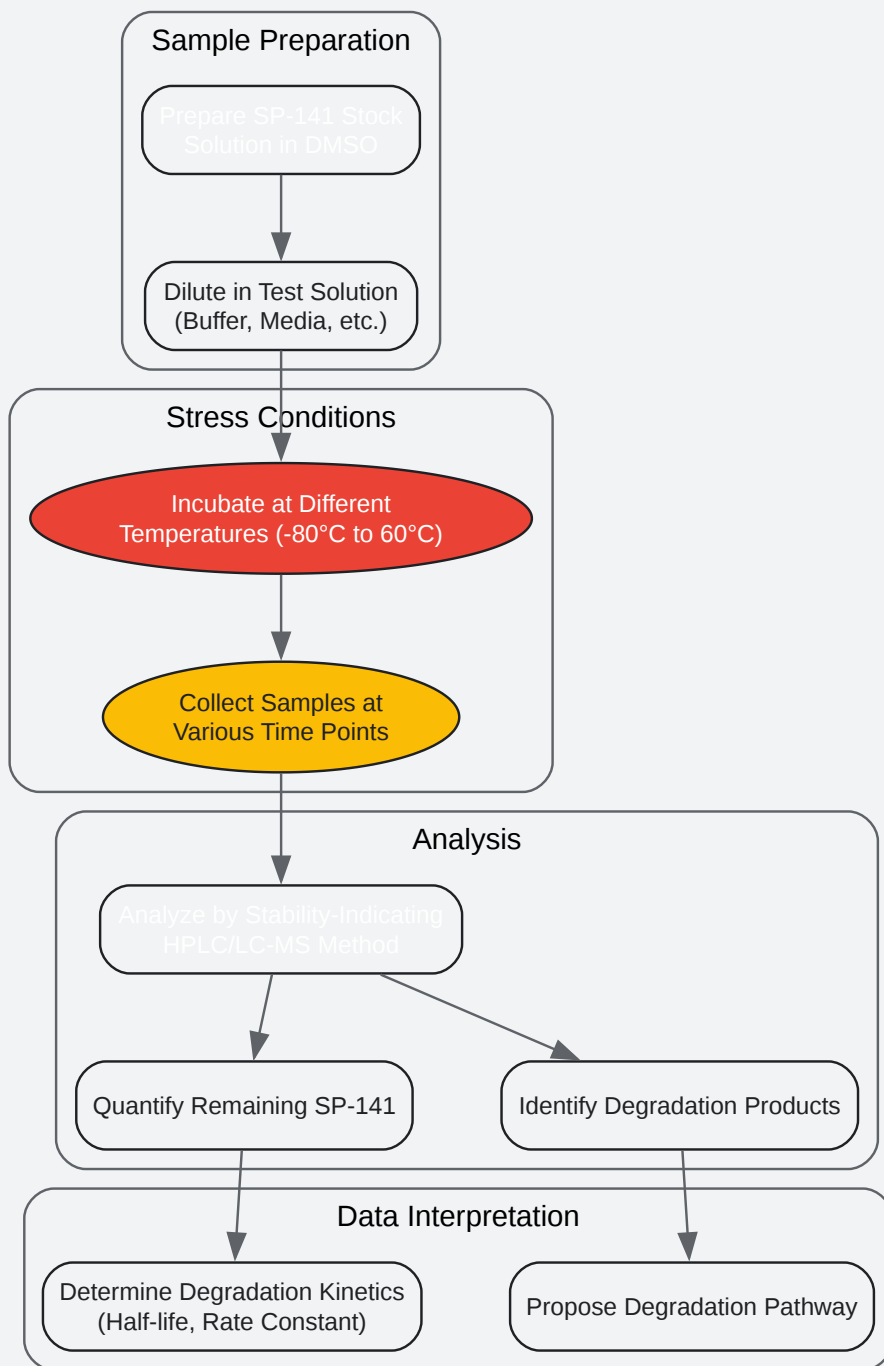 Sample Preparation
Prepare SP-141 Stock
Solution in DMSO
Dilute in Test Solution
(Buffer, Media, etc.)
Stress Conditions
Incubate at Different
Temperatures (-80°C to 60°C)
Collect Samples at
Various Time Points
Analysis
Analyze by Stability-Indicating
HPLC/LC-MS Method
Quantify Remaining SP-141
Identify Degradation Products
Data Interpretation
Determine Degradation Kinetics
(Half-life, Rate Constant)
Propose Degradation Pathway